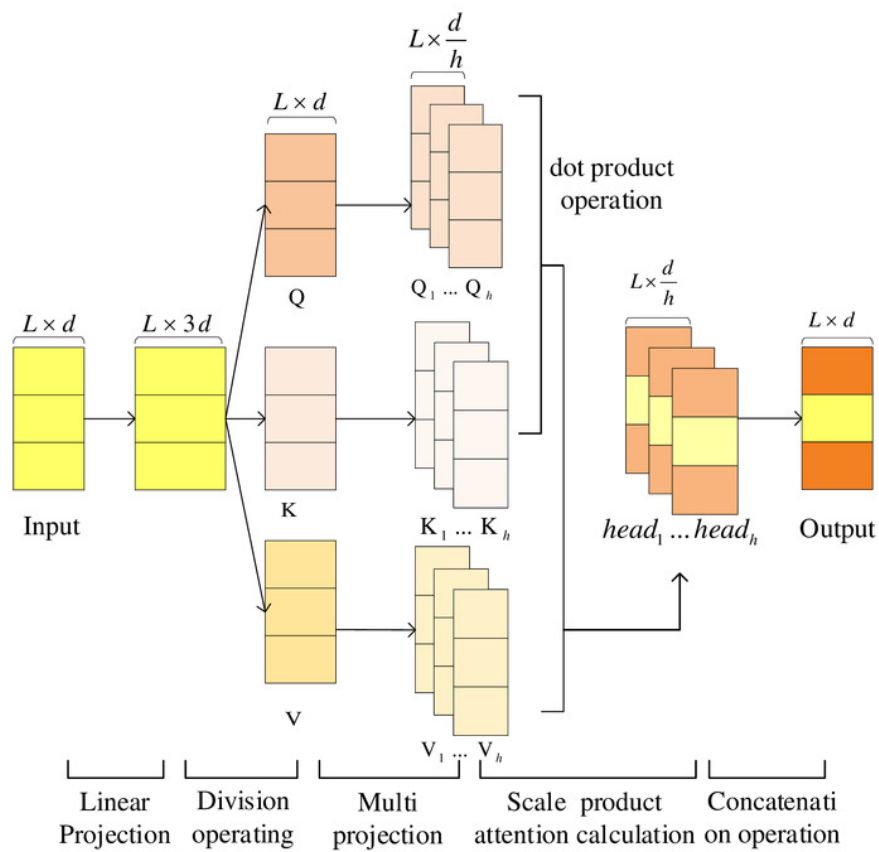 L × d/h
L × d
dot product
operation
Q
Q₁ ... Qₕ
L × d/h
L × d
L × 3d
L × d
Input
K
K₁ ... Kₕ
head₁ ... headₕ
Output
V
V₁ ... Vₕ
Linear
Projection
Division
operating
Multi
projection
Scale product
attention calculation
Concatenati
on operation